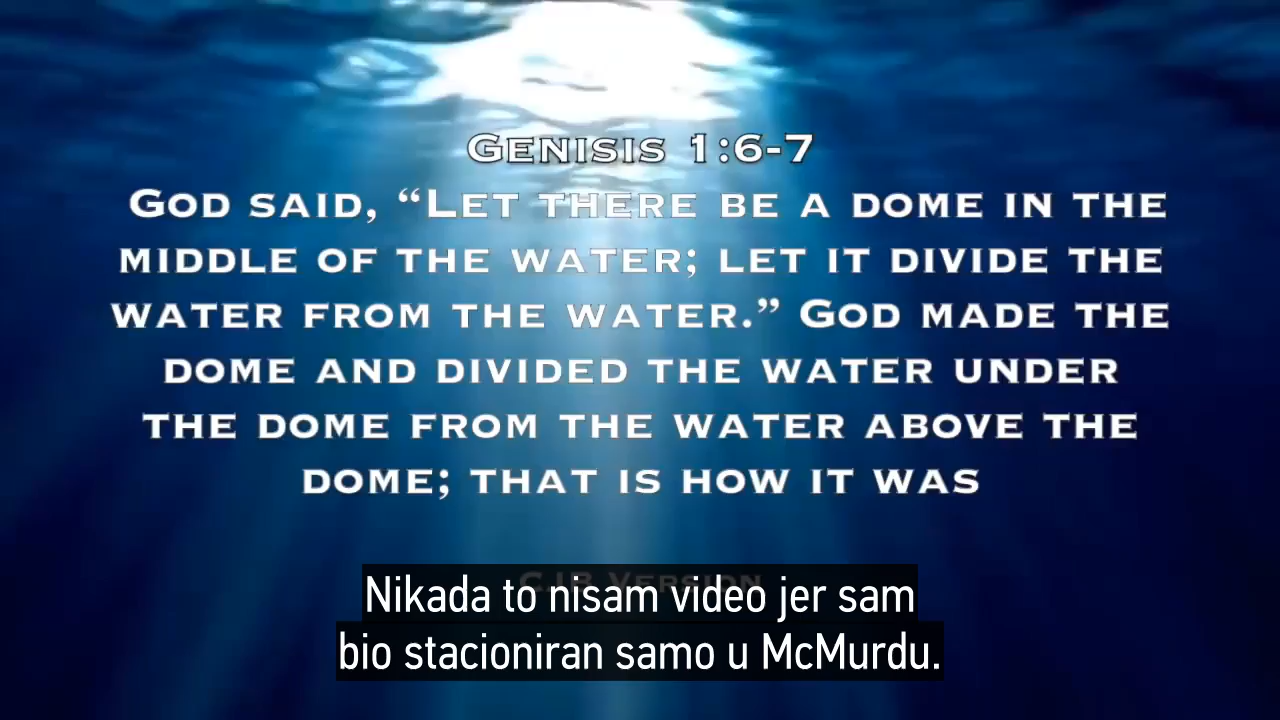 GENISIS 1:6-7
GOD SAID, “LET THERE BE A DOME IN THE
MIDDLE OF THE WATER; LET IT DIVIDE THE
WATER FROM THE WATER.” GOD MADE THE
DOME AND DIVIDED THE WATER UNDER
THE DOME FROM THE WATER ABOVE THE
DOME; THAT IS HOW IT WAS
CJB VERSION
Nikada to nisam video jer sam
bio stacioniran samo u McMurdu.